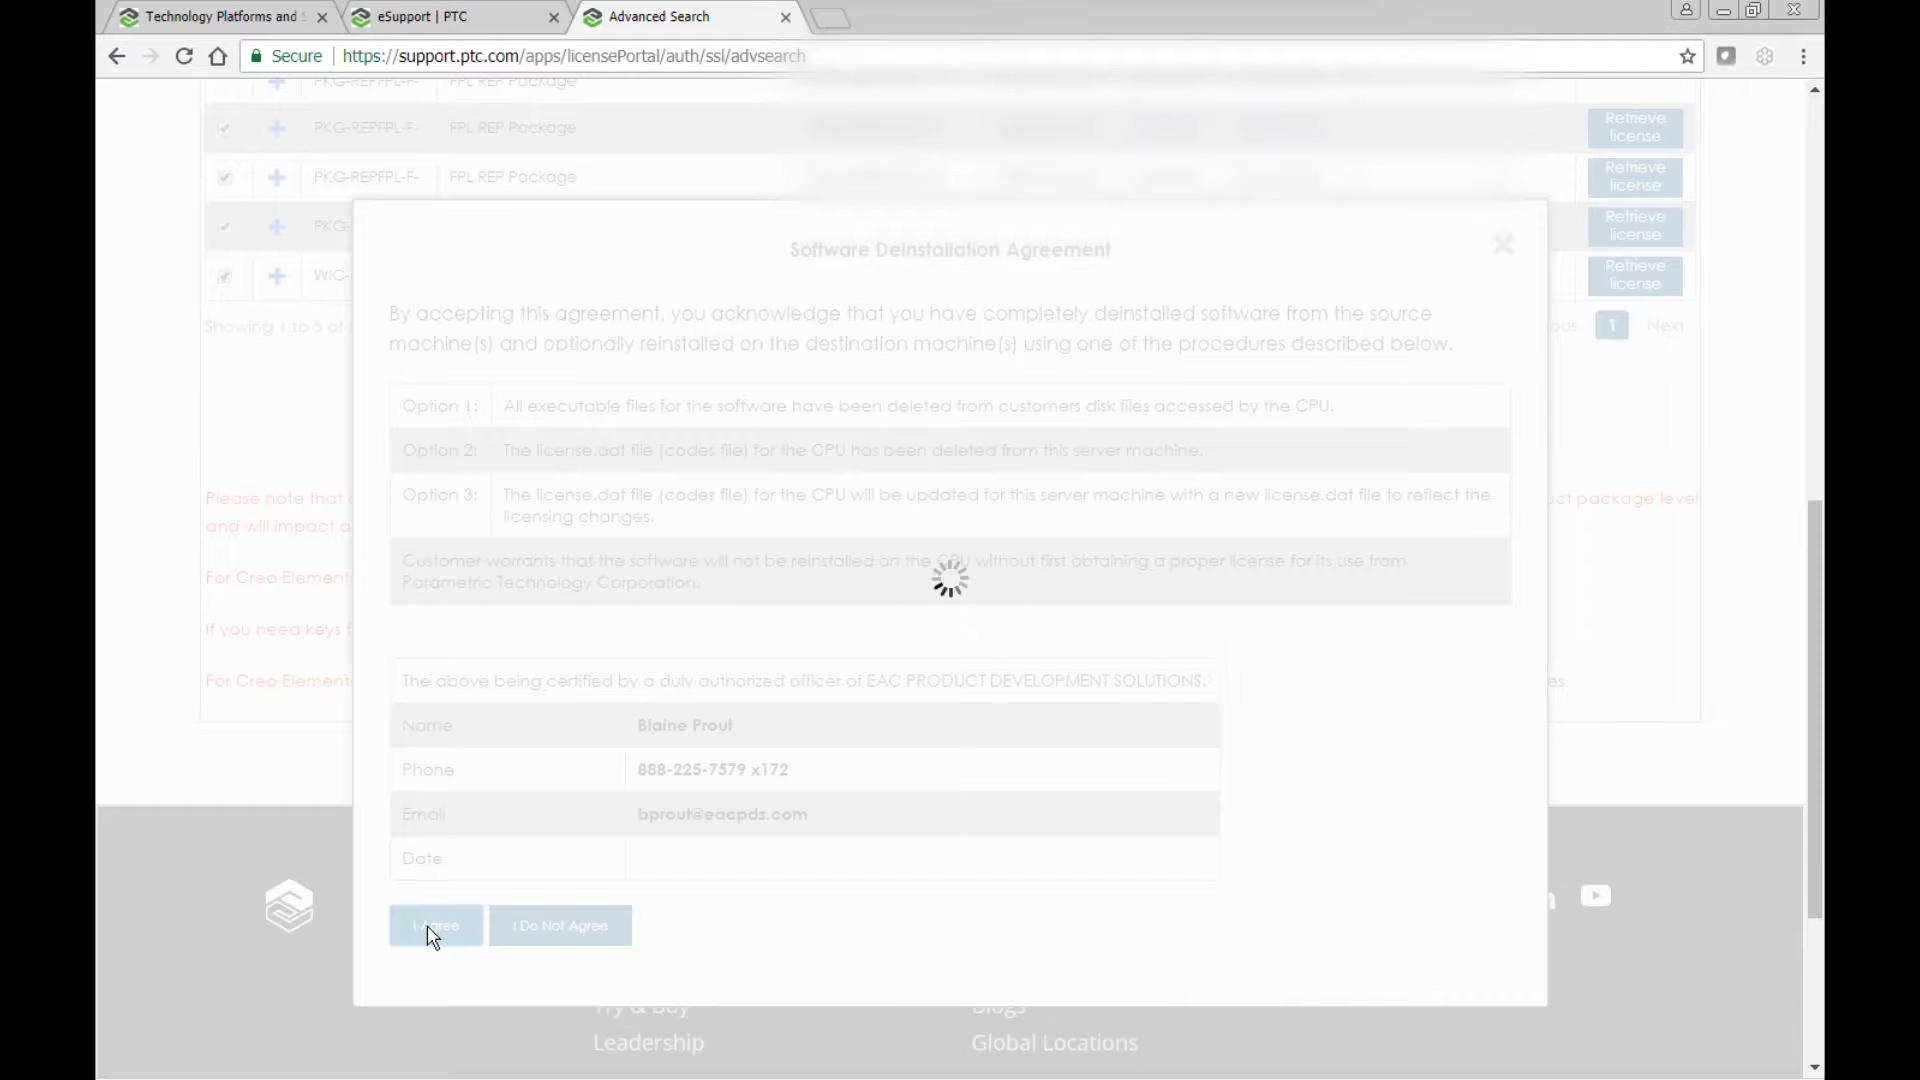 Technology Platforms and
eSupport | PTC
Advanced Search
Secure
https://support.ptc.com/apps/licensePortal/auth/ssl/advsearch
PKG-REPFPL-F- FPL REP Package
PKG-REPFPL-F- FPL REP Package Retrieve license
PKG-REPFPL-F- FPL REP Package Retrieve license
PKG- Retrieve license
WIC- Retrieve license
Showing 1 to 5 of
1 Next
Software Deinstallation Agreement
By accepting this agreement, you acknowledge that you have completely deinstalled software from the source
machine(s) and optionally reinstalled on the destination machine(s) using one of the procedures described below.
Option 1: All executable files for the software have been deleted from customers disk files accessed by the CPU.
Option 2: The license.dat file (codes file) for the CPU has been deleted from this server machine.
Option 3: The license.dat file (codes file) for the CPU will be updated for this server machine with a new license.dat file to reflect the
licensing changes.
Customer warrants that the software will not be reinstalled on the CPU without first obtaining a proper license for its use from
Parametric Technology Corporation.
Please note that
and will impact
package level
For Creo Element
If you need keys
For Creo Element
The above being certified by a duly authorized officer of EAC PRODUCT DEVELOPMENT SOLUTIONS.
Name Blaine Prout
Phone 888-225-7579 x172
Email bprout@eacpds.com
Date
I Agree I Do Not Agree
Try & Buy Blogs
Leadership Global Locations